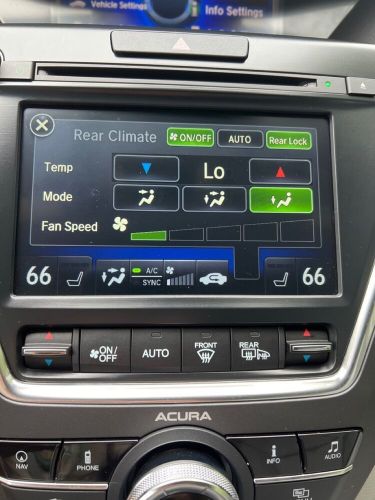 Vehicle Settings
Info Settings
Rear Climate ON/OFF AUTO Rear Lock
Temp Lo
Mode
Fan Speed
66 A/C 66
SYNC
ON/ AUTO FRONT REAR
OFF
ACURA
NAV PHONE INFO AUDIO